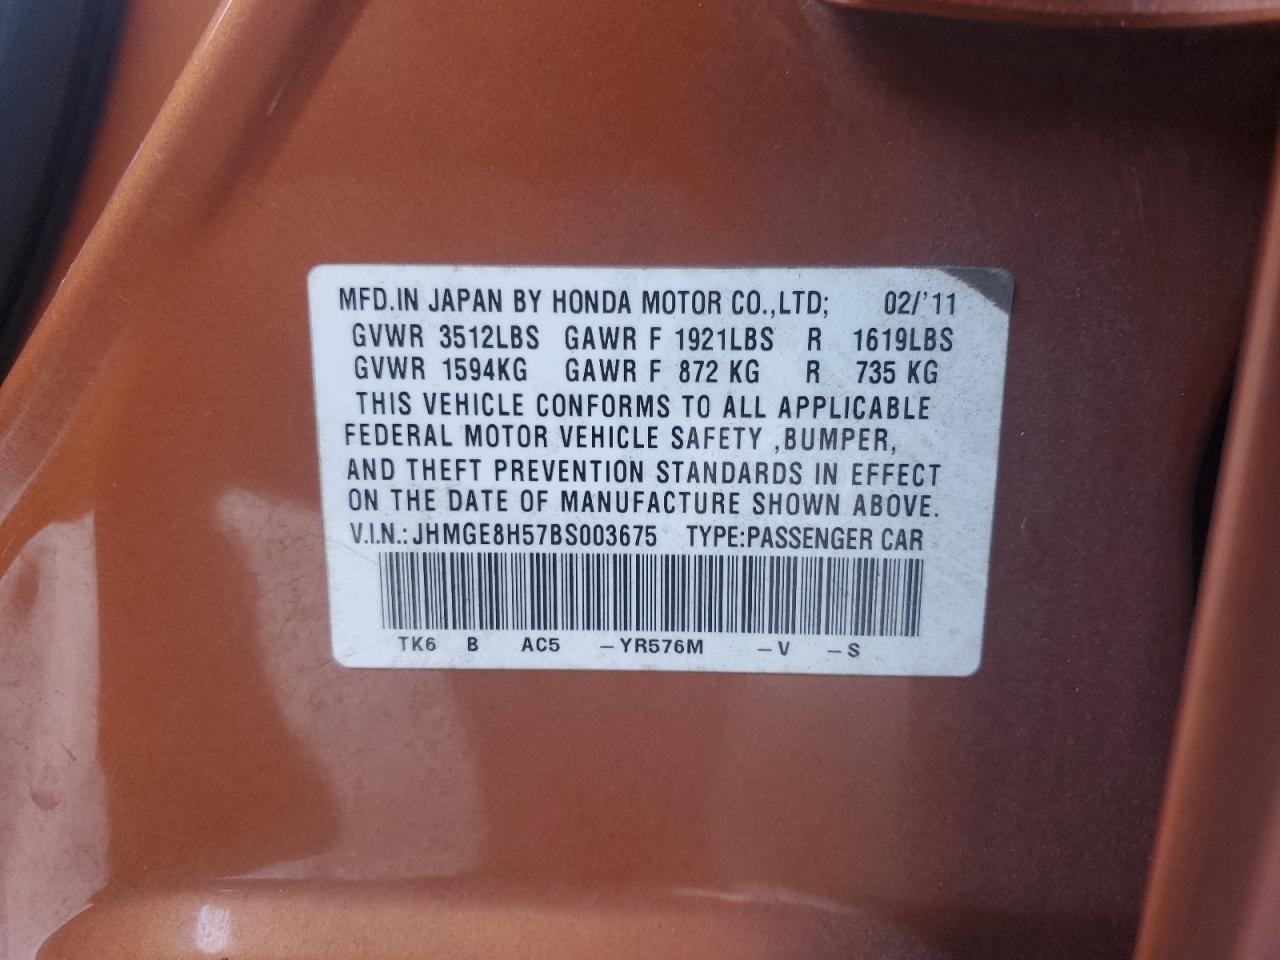 MFD.IN JAPAN BY HONDA MOTOR CO.,LTD; 02/'11
GVWR 3512LBS GAWR F 1921LBS R 1619LBS
GVWR 1594KG GAWR F 872 KG R 735 KG
THIS VEHICLE CONFORMS TO ALL APPLICABLE
FEDERAL MOTOR VEHICLE SAFETY ,BUMPER,
AND THEFT PREVENTION STANDARDS IN EFFECT
ON THE DATE OF MANUFACTURE SHOWN ABOVE.
V.I.N.: JHMGE8H57BS003675 TYPE:PASSENGER CAR
TK6 B AC5 –YR576M –V –S